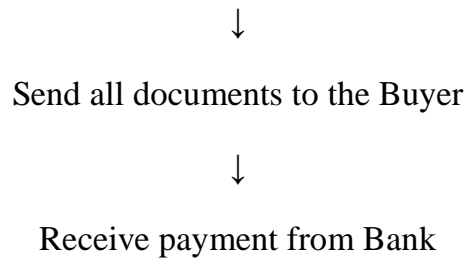 ↓
Send all documents to the Buyer
↓
Receive payment from Bank